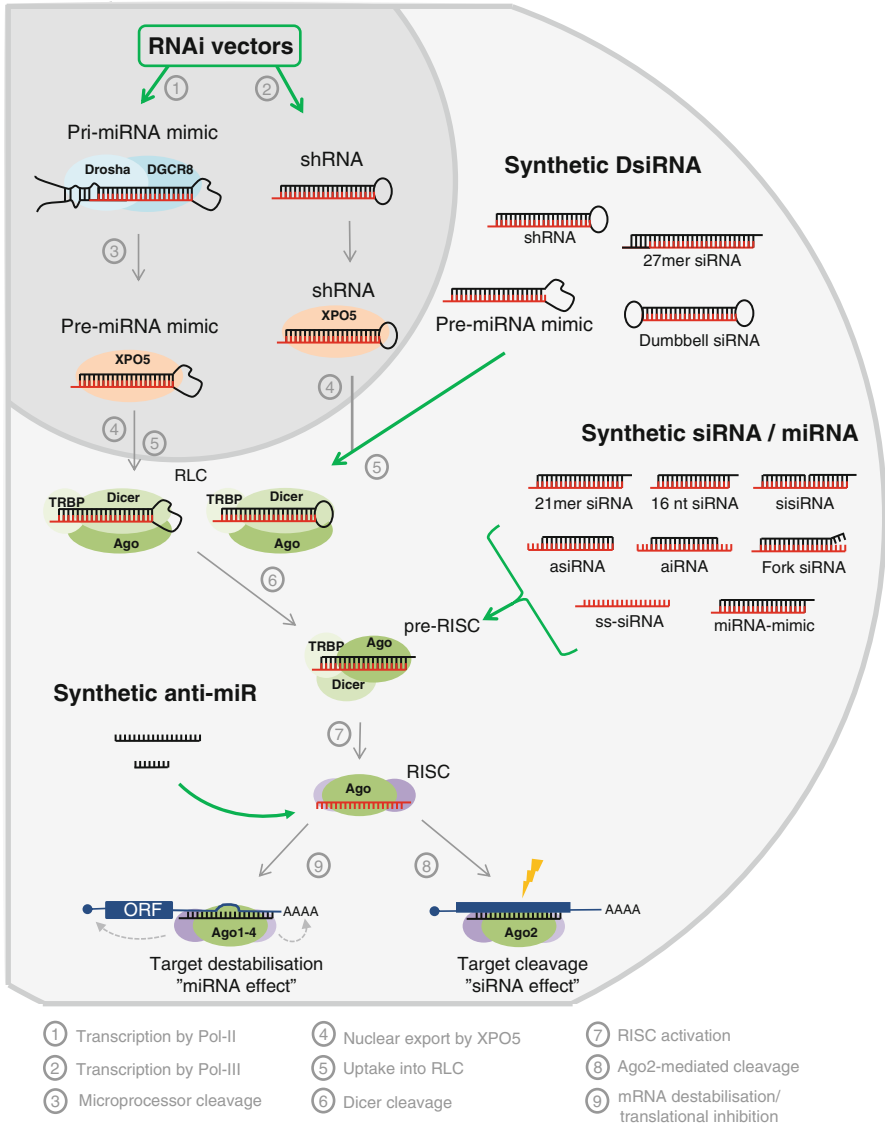 RNAi vectors
1
2
Pri-miRNA mimic
Drosha
DGCR8
shRNA
3
Pre-miRNA mimic
XPO5
shRNA
XPO5
4
5
4
5
Synthetic DsiRNA
shRNA
27mer siRNA
Pre-miRNA mimic
Dumbbell siRNA
Synthetic siRNA / miRNA
21mer siRNA
16 nt siRNA
sisiRNA
asiRNA
aiRNA
Fork siRNA
ss-siRNA
miRNA-mimic
RLC
TRBP
Dicer
Ago
TRBP
Dicer
Ago
6
pre-RISC
TRBP
Ago
Dicer
Synthetic anti-miR
7
RISC
Ago
9
8
ORF
AAAA
Ago1-4
Target destabilisation
"miRNA effect"
AAAA
Ago2
Target cleavage
"siRNA effect"
1 Transcription by Pol-II
2 Transcription by Pol-III
3 Microprocessor cleavage
4 Nuclear export by XPO5
5 Uptake into RLC
6 Dicer cleavage
7 RISC activation
8 Ago2-mediated cleavage
9 mRNA destabilisation/
translational inhibition